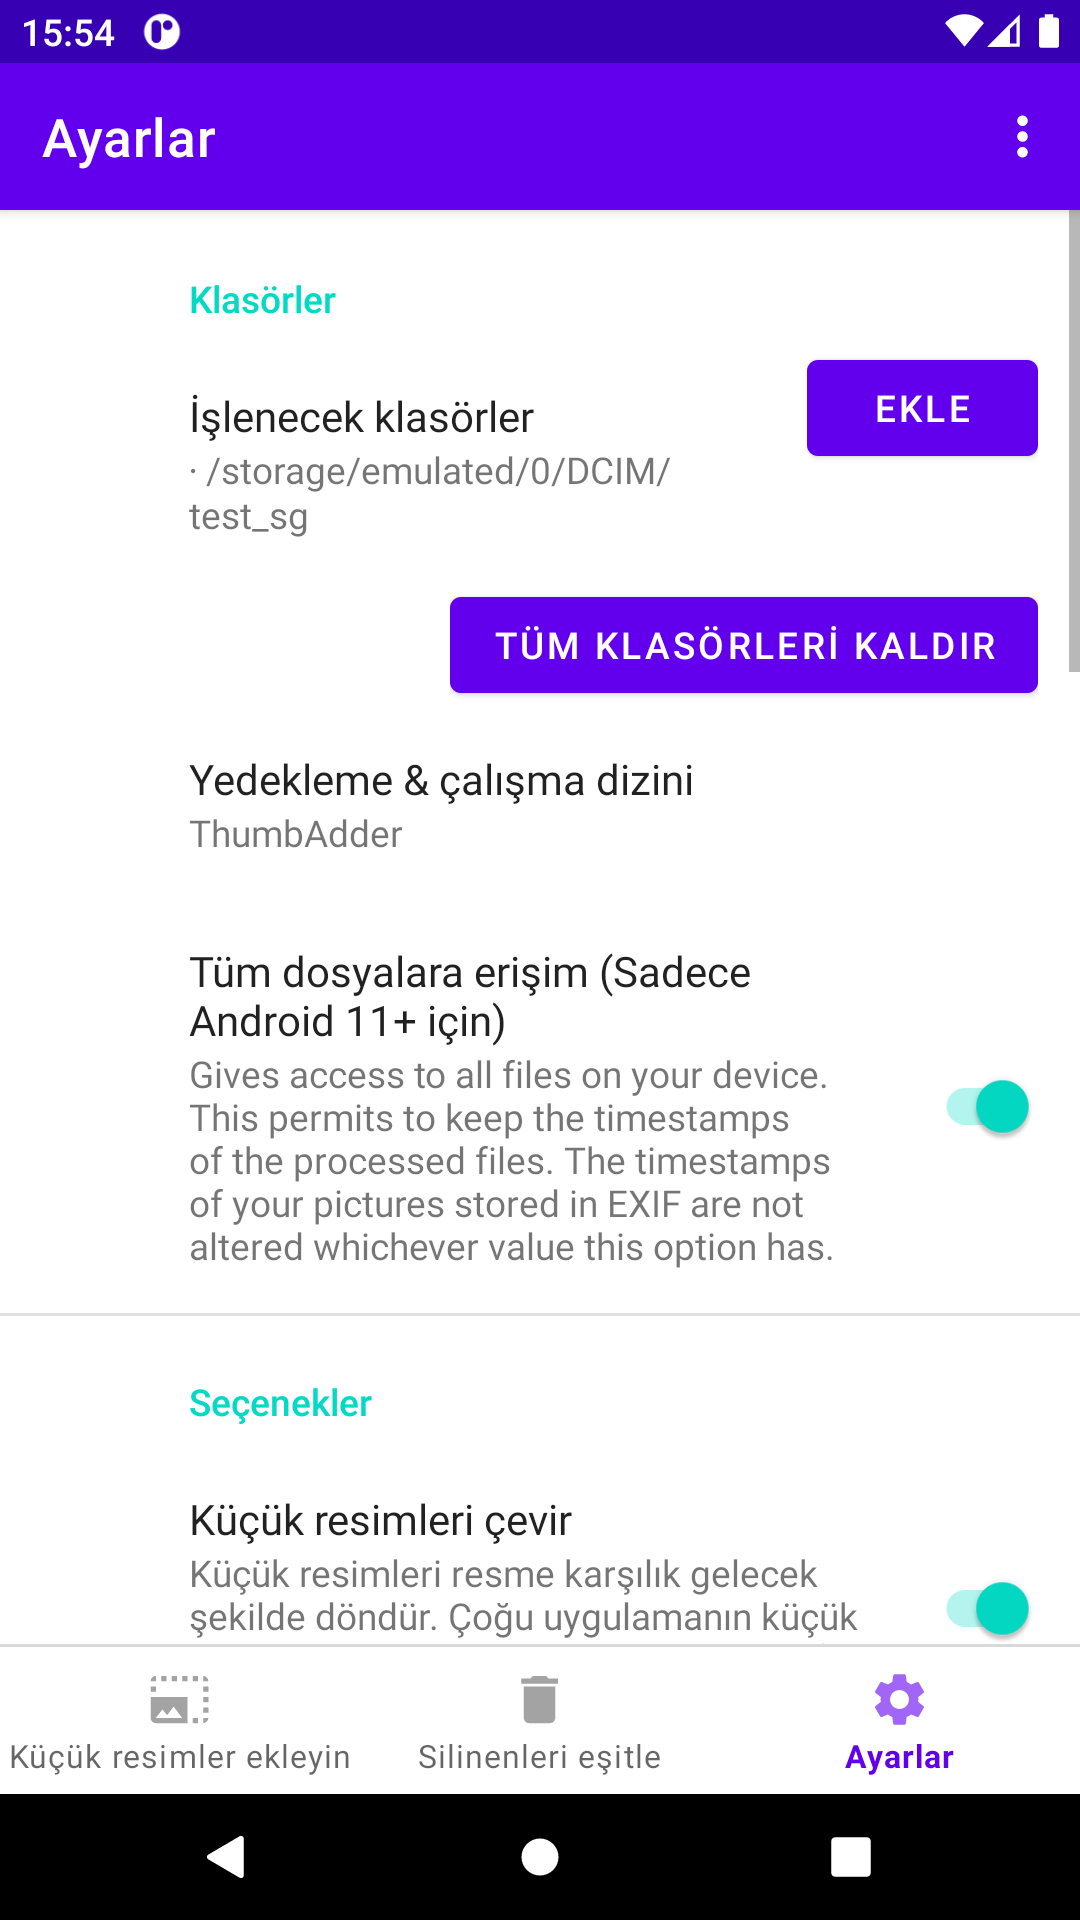 15:54
Ayarlar
Klasörler
İşlenecek klasörler
EKLE
· /storage/emulated/0/DCIM/
test_sg
TÜM KLASÖRLERİ KALDIR
Yedekleme & çalışma dizini
ThumbAdder
Tüm dosyalara erişim (Sadece
Android 11+ için)
Gives access to all files on your device.
This permits to keep the timestamps
of the processed files. The timestamps
of your pictures stored in EXIF are not
altered whichever value this option has.
Seçenekler
Küçük resimleri çevir
Küçük resimleri resme karşılık gelecek
şekilde döndür. Çoğu uygulamanın küçük
Küçük resimler ekleyin
Silinenleri eşitle
Ayarlar